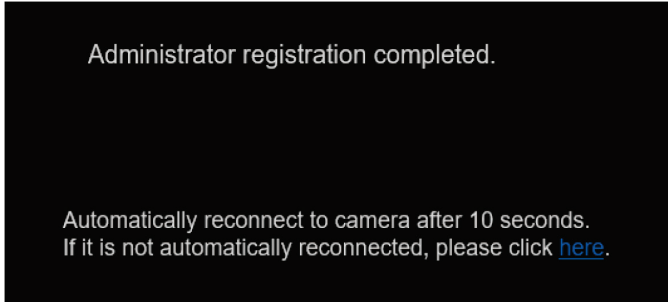 Administrator registration completed.
Automatically reconnect to camera after 10 seconds.
If it is not automatically reconnected, please click here.